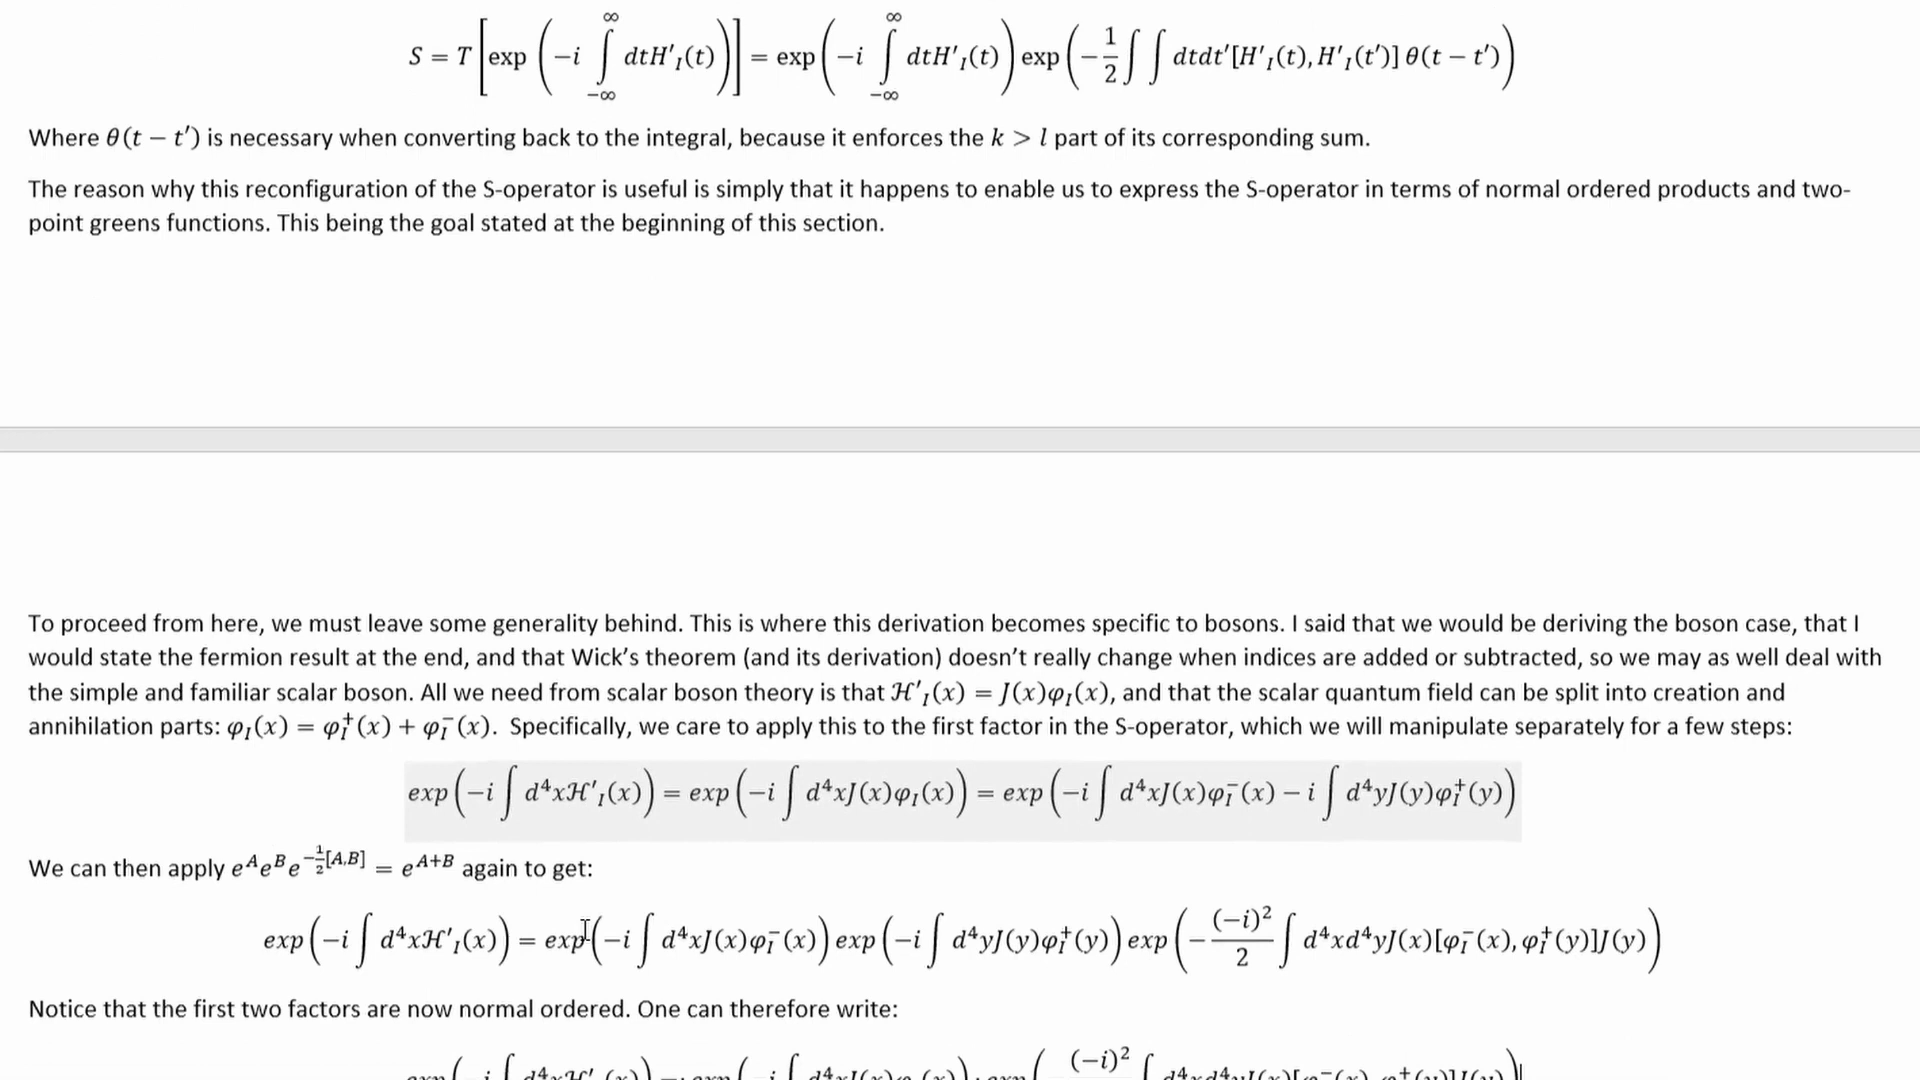 S = T[exp(−i ∫_{−∞}^{∞} dtH'_I(t))] = exp(−i ∫_{−∞}^{∞} dtH'_I(t)) exp(−1/2 ∫∫ dtdt'[H'_I(t), H'_I(t')] θ(t − t'))
Where θ(t − t') is necessary when converting back to the integral, because it enforces the k > l part of its corresponding sum.
The reason why this reconfiguration of the S-operator is useful is simply that it happens to enable us to express the S-operator in terms of normal ordered products and two-
point greens functions. This being the goal stated at the beginning of this section.
To proceed from here, we must leave some generality behind. This is where this derivation becomes specific to bosons. I said that we would be deriving the boson case, that I
would state the fermion result at the end, and that Wick's theorem (and its derivation) doesn't really change when indices are added or subtracted, so we may as well deal with
the simple and familiar scalar boson. All we need from scalar boson theory is that ℋ'_I(x) = J(x)φ_I(x), and that the scalar quantum field can be split into creation and
annihilation parts: φ_I(x) = φ_I^+(x) + φ_I^−(x). Specifically, we care to apply this to the first factor in the S-operator, which we will manipulate separately for a few steps:
exp(−i ∫ d⁴xℋ'_I(x)) = exp(−i ∫ d⁴xJ(x)φ_I(x)) = exp(−i ∫ d⁴xJ(x)φ_I^−(x) − i ∫ d⁴yJ(y)φ_I^+(y))
We can then apply e^A e^B e^{−1/2[A,B]} = e^{A+B} again to get:
exp(−i ∫ d⁴xℋ'_I(x)) = exp(−i ∫ d⁴xJ(x)φ_I^−(x)) exp(−i ∫ d⁴yJ(y)φ_I^+(y)) exp(−(−i)²/2 ∫ d⁴xd⁴yJ(x)[φ_I^−(x), φ_I^+(y)]J(y))
Notice that the first two factors are now normal ordered. One can therefore write: